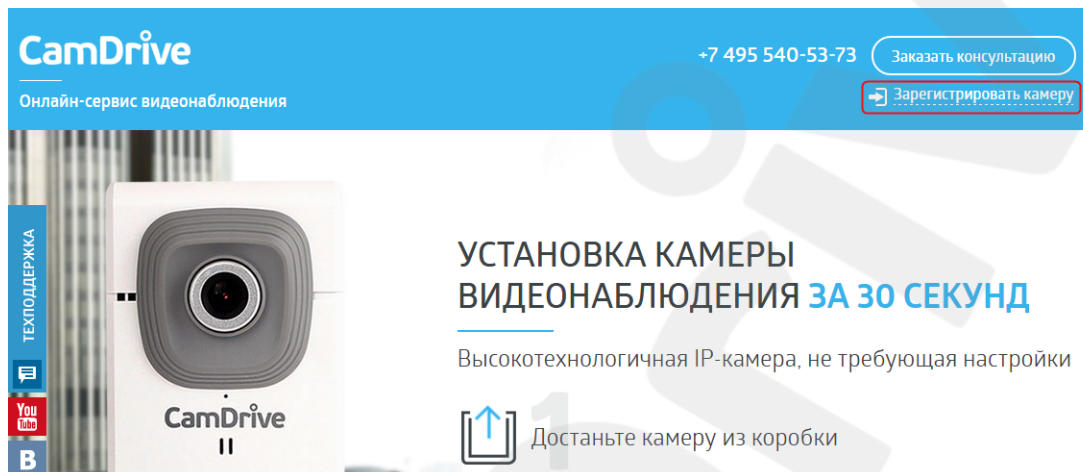 CamDrive
+7 495 540-53-73
Заказать консультацию
Онлайн-сервис видеонаблюдения
Зарегистрировать камеру
ТЕХПОДДЕРЖКА
УСТАНОВКА КАМЕРЫ
ВИДЕОНАБЛЮДЕНИЯ ЗА 30 СЕКУНД
Высокотехнологичная IP-камера, не требующая настройки
You
Tube
CamDrive
1
Достаньте камеру из коробки
B